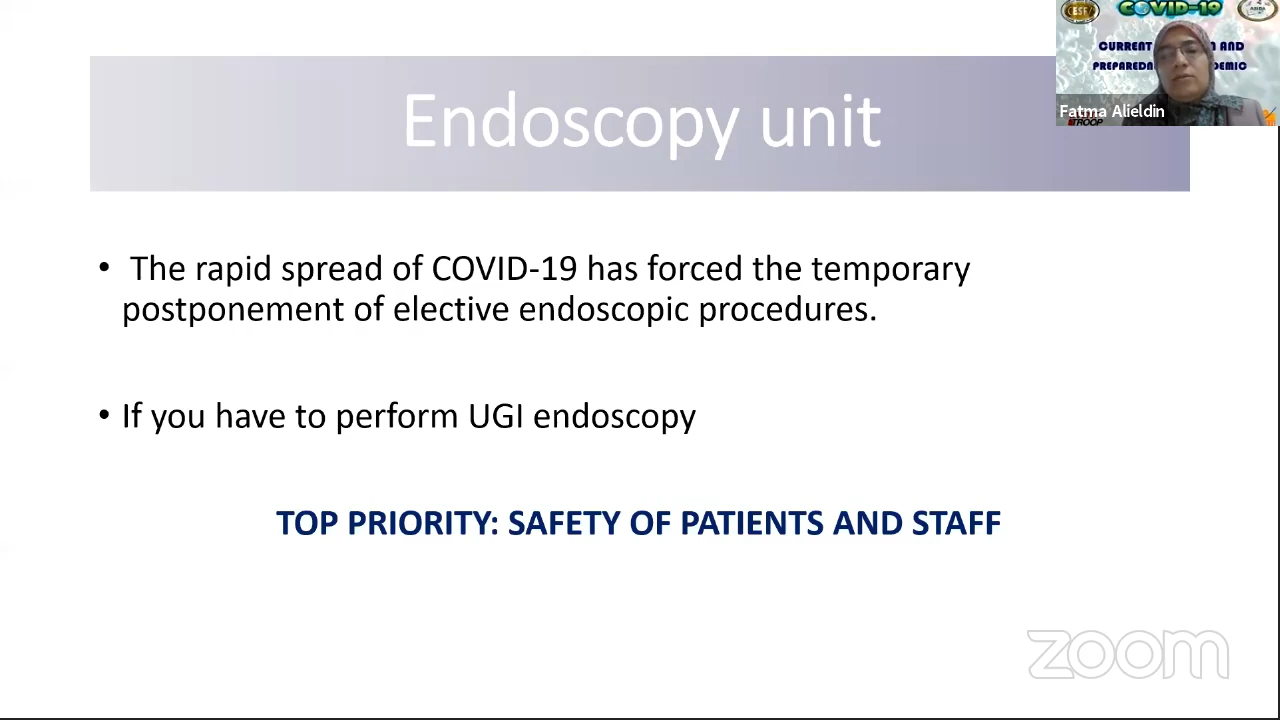 COVID-19
CURRENT
AND
PREPAREDN
DEMIC
Fatma Alieldin
TROOP
Endoscopy unit
• The rapid spread of COVID-19 has forced the temporary
postponement of elective endoscopic procedures.
• If you have to perform UGI endoscopy
TOP PRIORITY: SAFETY OF PATIENTS AND STAFF
zoom